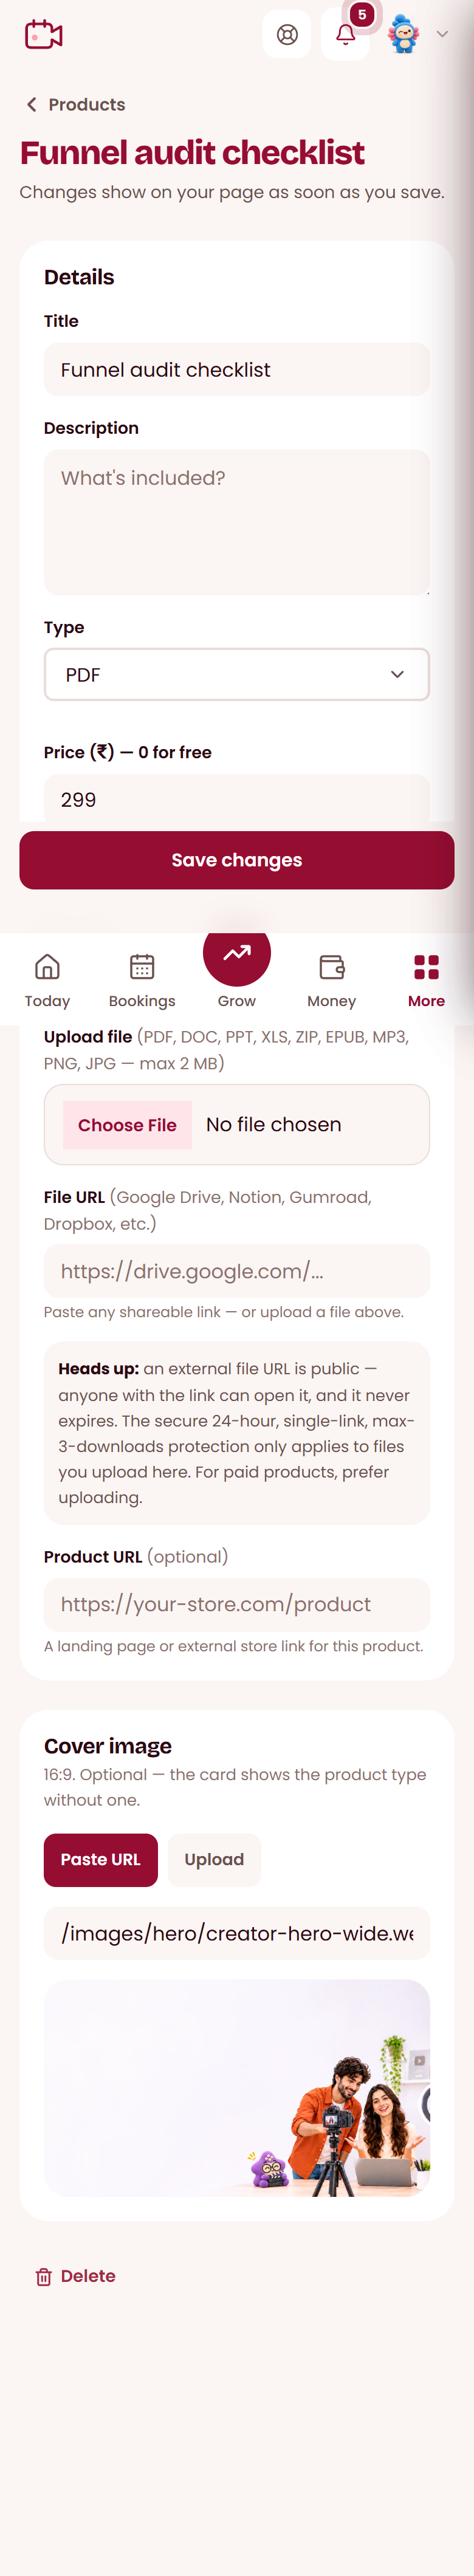 5
Products
Funnel audit checklist
Changes show on your page as soon as you save.
Details
Title
Funnel audit checklist
Description
What's included?
Type
PDF
Price (₹) — 0 for free
299
Save changes
Today
Bookings
Grow
Money
More
Upload file (PDF, DOC, PPT, XLS, ZIP, EPUB, MP3,
PNG, JPG — max 2 MB)
Choose File
No file chosen
File URL (Google Drive, Notion, Gumroad,
Dropbox, etc.)
https://drive.google.com/...
Paste any shareable link — or upload a file above.
Heads up: an external file URL is public —
anyone with the link can open it, and it never
expires. The secure 24-hour, single-link, max-
3-downloads protection only applies to files
you upload here. For paid products, prefer
uploading.
Product URL (optional)
https://your-store.com/product
A landing page or external store link for this product.
Cover image
16:9. Optional — the card shows the product type
without one.
Paste URL
Upload
/images/hero/creator-hero-wide.we
Delete